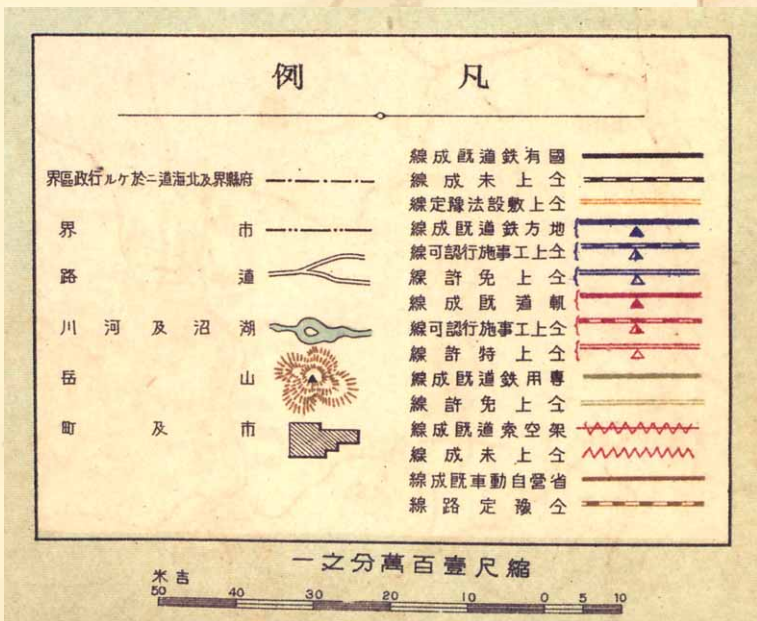 凡例
國有鉄道既成線
仝上未成線
仝上敷設法豫定線
地方鉄道既成線
仝上工事施行認可線
仝上免許線
軌道既成線
仝上工事施行認可線
仝上特許線
専用鉄道既成線
仝上免許線
架空索道既成線
仝上未成線
省營自動車既成線
仝豫定路線
府縣界及北海道ニ於ケル行政區界
市界
道路
湖沼及河川
山岳
市及町
縮尺壹百萬分之一
吉米
50 40 30 20 10 0 5 10